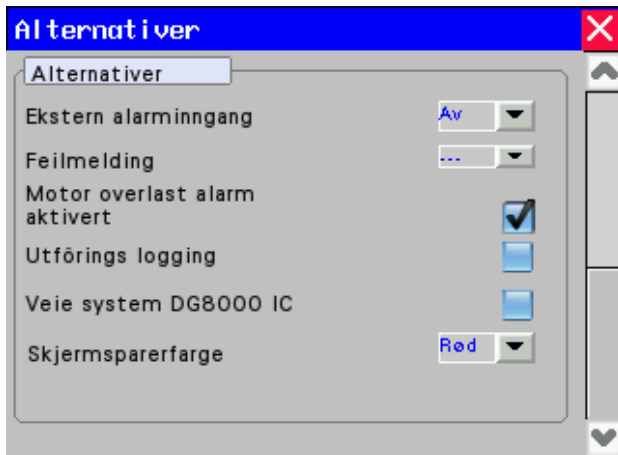 Alternativer
Alternativer
Ekstern alarminngang Av
Feilmelding ---
Motor overlast alarm
aktivert
Utförings logging
Veie system DG8000 IC
Skjermsparerfarge Rød